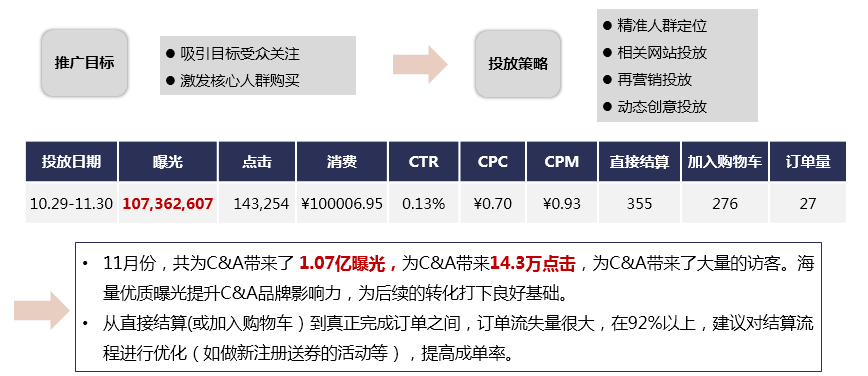 推广目标
● 吸引目标受众关注
● 激发核心人群购买
投放策略
● 精准人群定位
● 相关网站投放
● 再营销投放
● 动态创意投放
投放日期 曝光 点击 消费 CTR CPC CPM 直接结算 加入购物车 订单量
10.29-11.30 107,362,607 143,254 ¥100006.95 0.13% ¥0.70 ¥0.93 355 276 27
• 11月份，共为C&A带来了 1.07亿曝光，为C&A带来14.3万点击，为C&A带来了大量的访客。海
量优质曝光提升C&A品牌影响力，为后续的转化打下良好基础。
• 从直接结算(或加入购物车）到真正完成订单之间，订单流失量很大，在92%以上，建议对结算流
程进行优化（如做新注册送券的活动等），提高成单率。